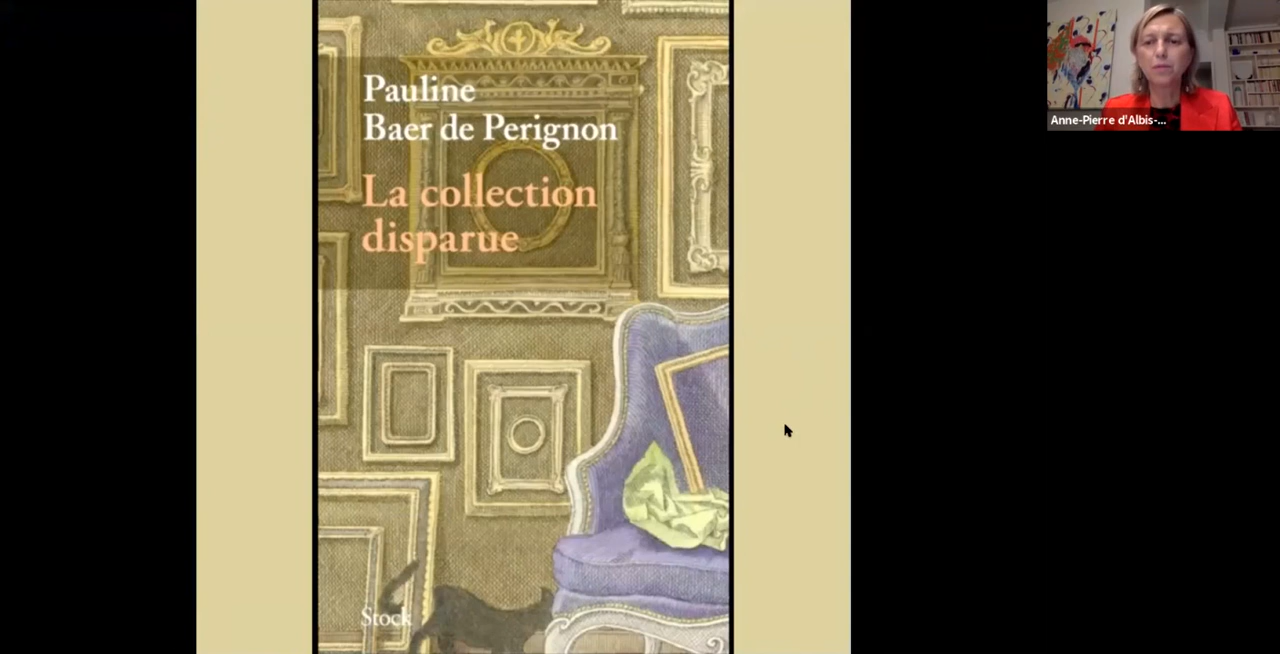 Pauline
Baer de Perignon
La collection
disparue
Stock
Anne-Pierre d'Albis-...